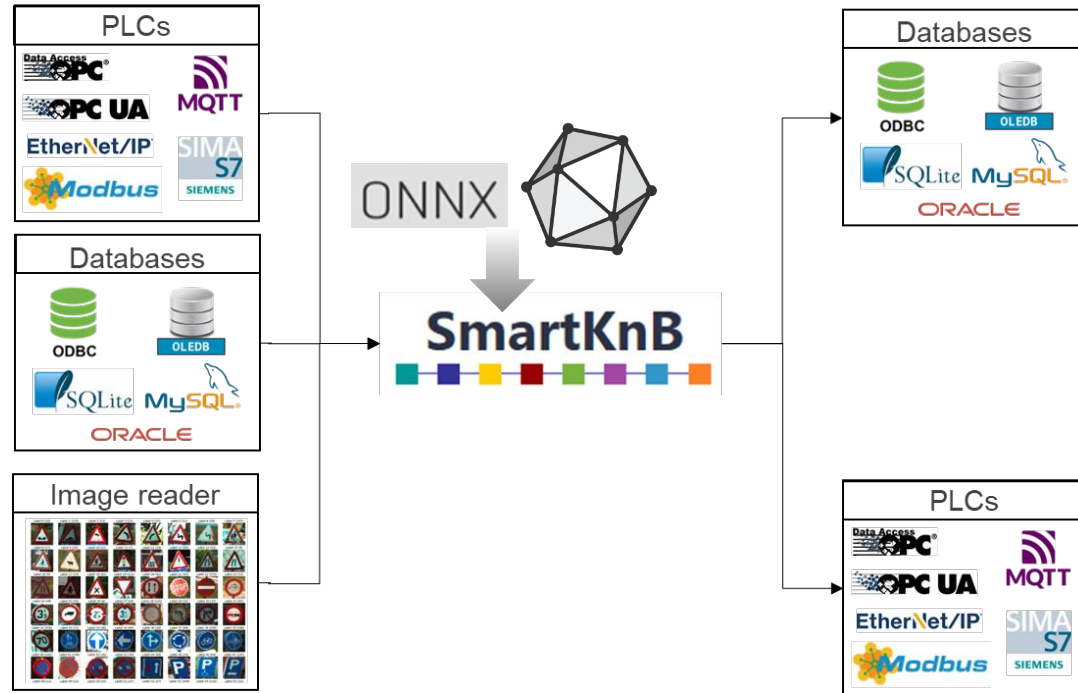 PLCs
Data Access
OPC®
MQTT
OPC UA
EtherNet/IP
SIMA
S7
SIEMENS
Modbus
Databases
ODBC
OLEDB
SQLite
MySQL®
ORACLE
Image reader
ONNX
SmartKnB
Databases
ODBC
OLEDB
SQLite
MySQL®
ORACLE
PLCs
Data Access
OPC®
MQTT
OPC UA
EtherNet/IP
SIMA
S7
SIEMENS
Modbus